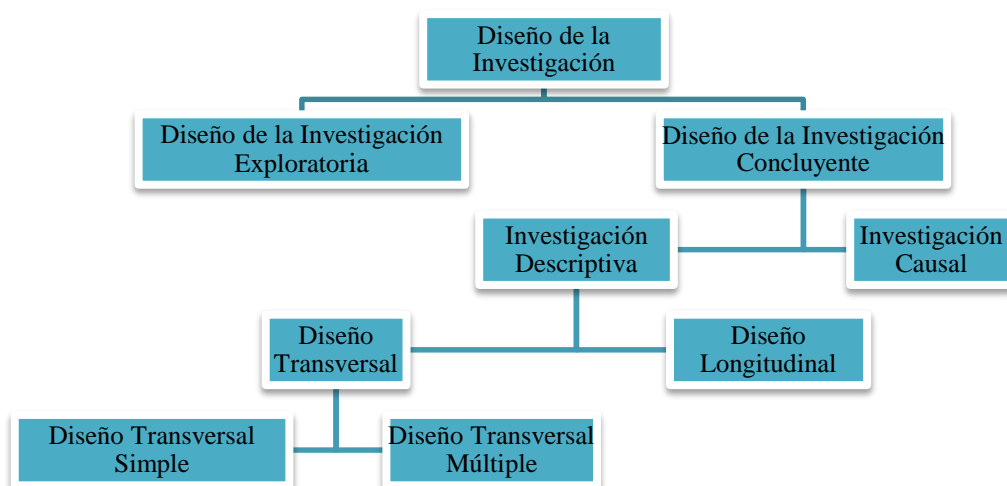 Diseño de la
Investigación
Diseño de la Investigación
Exploratoria
Diseño de la Investigación
Concluyente
Investigación
Descriptiva
Investigación
Causal
Diseño
Transversal
Diseño
Longitudinal
Diseño Transversal
Simple
Diseño Transversal
Múltiple